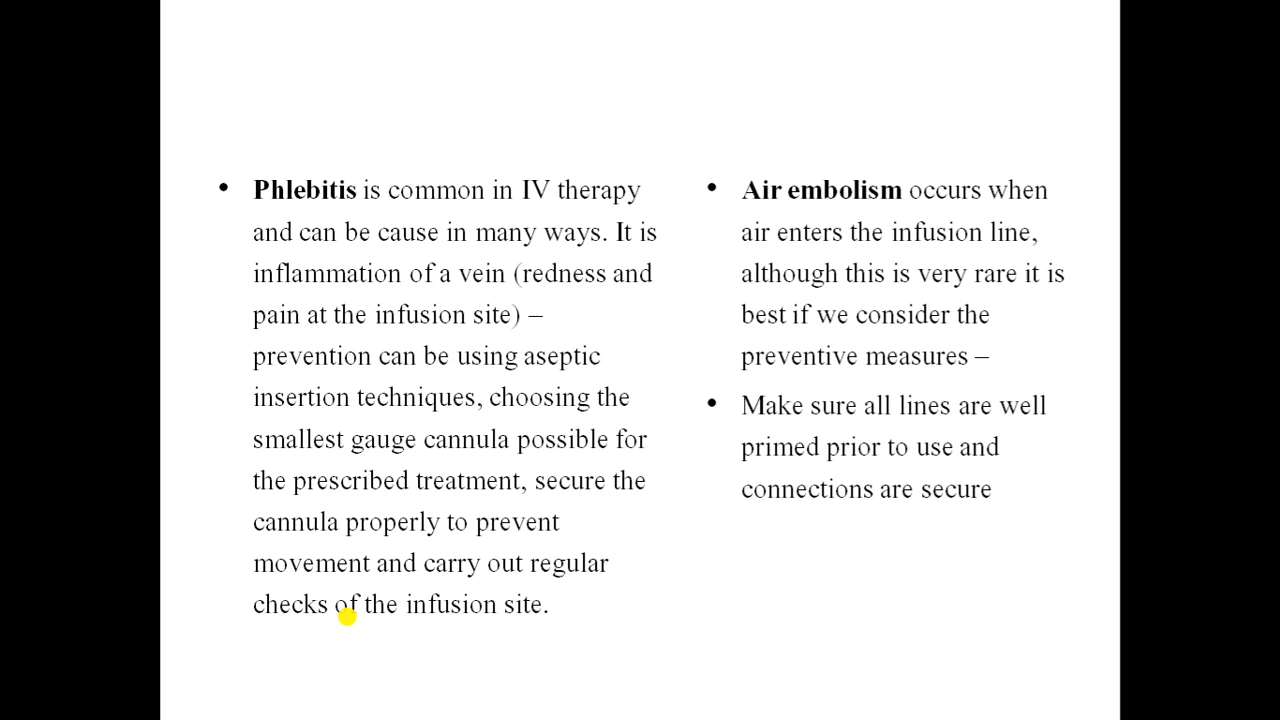 • Phlebitis is common in IV therapy
and can be cause in many ways. It is
inflammation of a vein (redness and
pain at the infusion site) –
prevention can be using aseptic
insertion techniques, choosing the
smallest gauge cannula possible for
the prescribed treatment, secure the
cannula properly to prevent
movement and carry out regular
checks of the infusion site.
• Air embolism occurs when
air enters the infusion line,
although this is very rare it is
best if we consider the
preventive measures –
• Make sure all lines are well
primed prior to use and
connections are secure